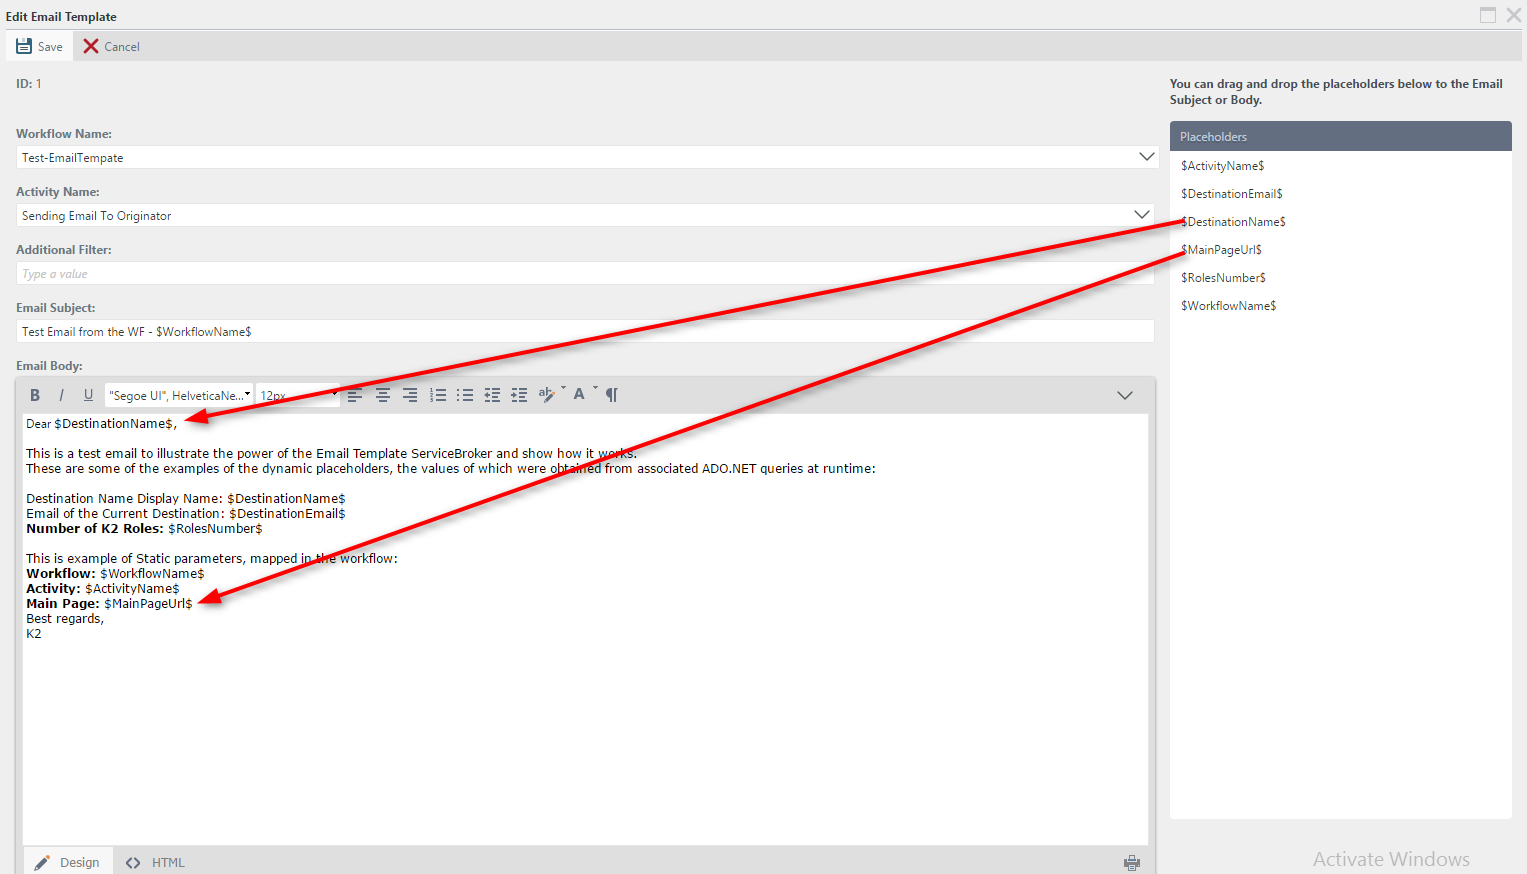 Edit Email Template
Save
Cancel
ID: 1
Workflow Name:
Test-EmailTempate
Activity Name:
Sending Email To Originator
Additional Filter:
Type a value
Email Subject:
Test Email from the WF - $WorkflowName$
Email Body:
B I U "Segoe UI", HelveticaNe... 12px A ¶
Dear $DestinationName$,
This is a test email to illustrate the power of the Email Template ServiceBroker and show how it works.
These are some of the examples of the dynamic placeholders, the values of which were obtained from associated ADO.NET queries at runtime:
Destination Name Display Name: $DestinationName$
Email of the Current Destination: $DestinationEmail$
Number of K2 Roles: $RolesNumber$
This is example of Static parameters, mapped in the workflow:
Workflow: $WorkflowName$
Activity: $ActivityName$
Main Page: $MainPageUrl$
Best regards,
K2
Design
HTML
You can drag and drop the placeholders below to the Email
Subject or Body.
Placeholders
$ActivityName$
$DestinationEmail$
$DestinationName$
$MainPageUrl$
$RolesNumber$
$WorkflowName$
Activate Windows